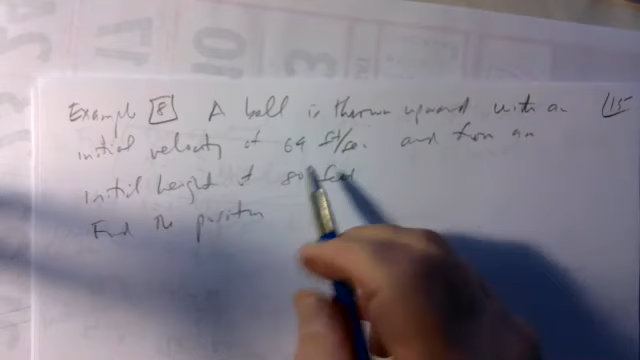 Example 8 A ball is thrown upward with an 15
initial velocity of 64 ft/sec. and from an
initial height of 80 feet
Find the position